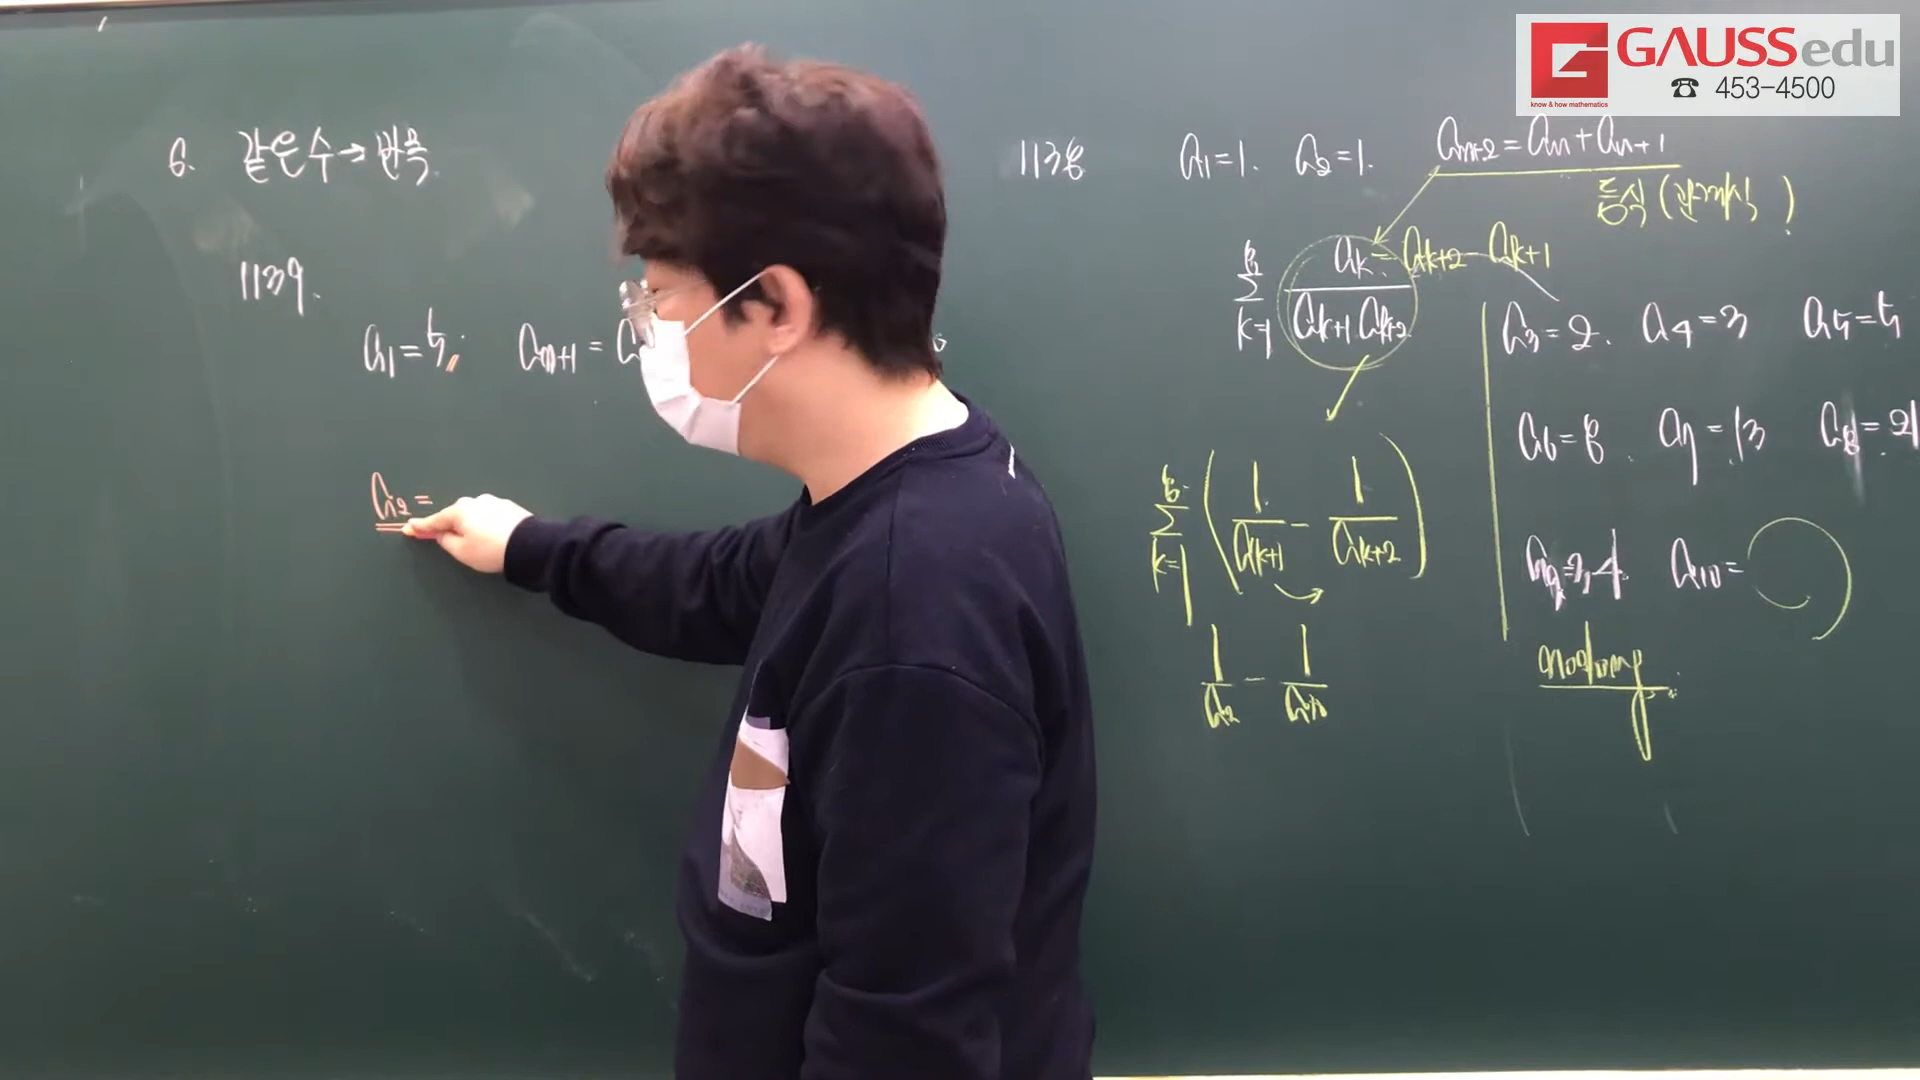 GAUSSedu
know & how mathematics
☎ 453-4500
6. 같은 수 → 반복.
1139.
a₁ = 5, aₙ₊₁ =
a₂ =
1138 a₁ = 1. a₂ = 1. aₙ₊₂ = aₙ + aₙ₊₁
등식 (관계식)
8 Σ k=1 aₖ / aₖ₊₁ aₖ₊₂ = aₖ₊₂ - aₖ₊₁
a₃ = 2. a₄ = 3 a₅ = 5
a₆ = 8. a₇ = 13 a₈ = 21
a₉ = 34 a₁₀ =
8 Σ k=1 ( 1/aₖ₊₁ - 1/aₖ₊₂ )
1/a₂ - 1/a₁₀